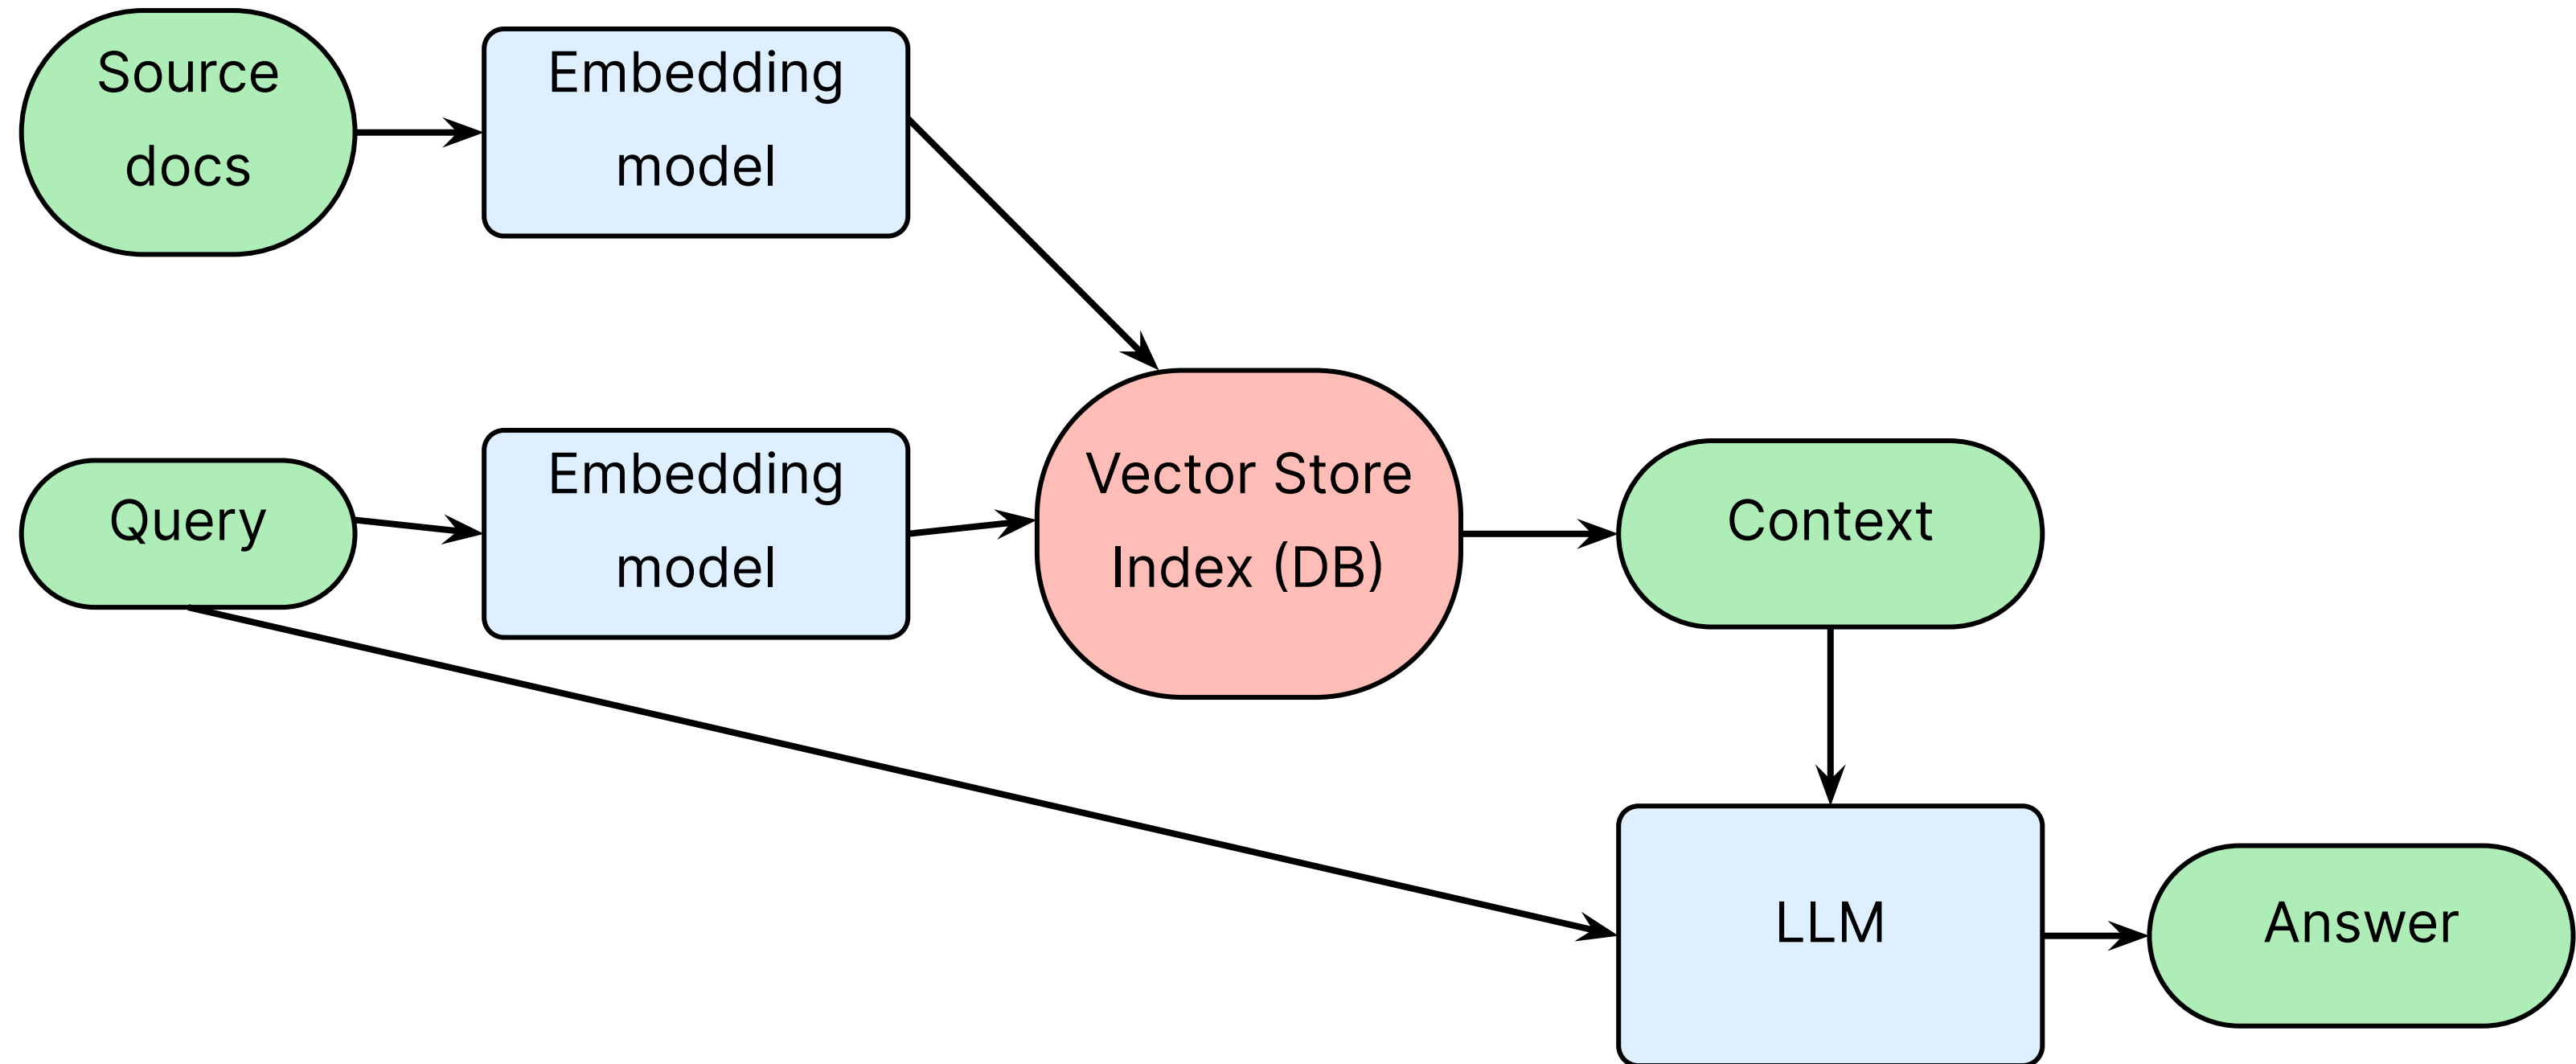 Source
docs
Embedding
model
Query
Embedding
model
Vector Store
Index (DB)
Context
LLM
Answer